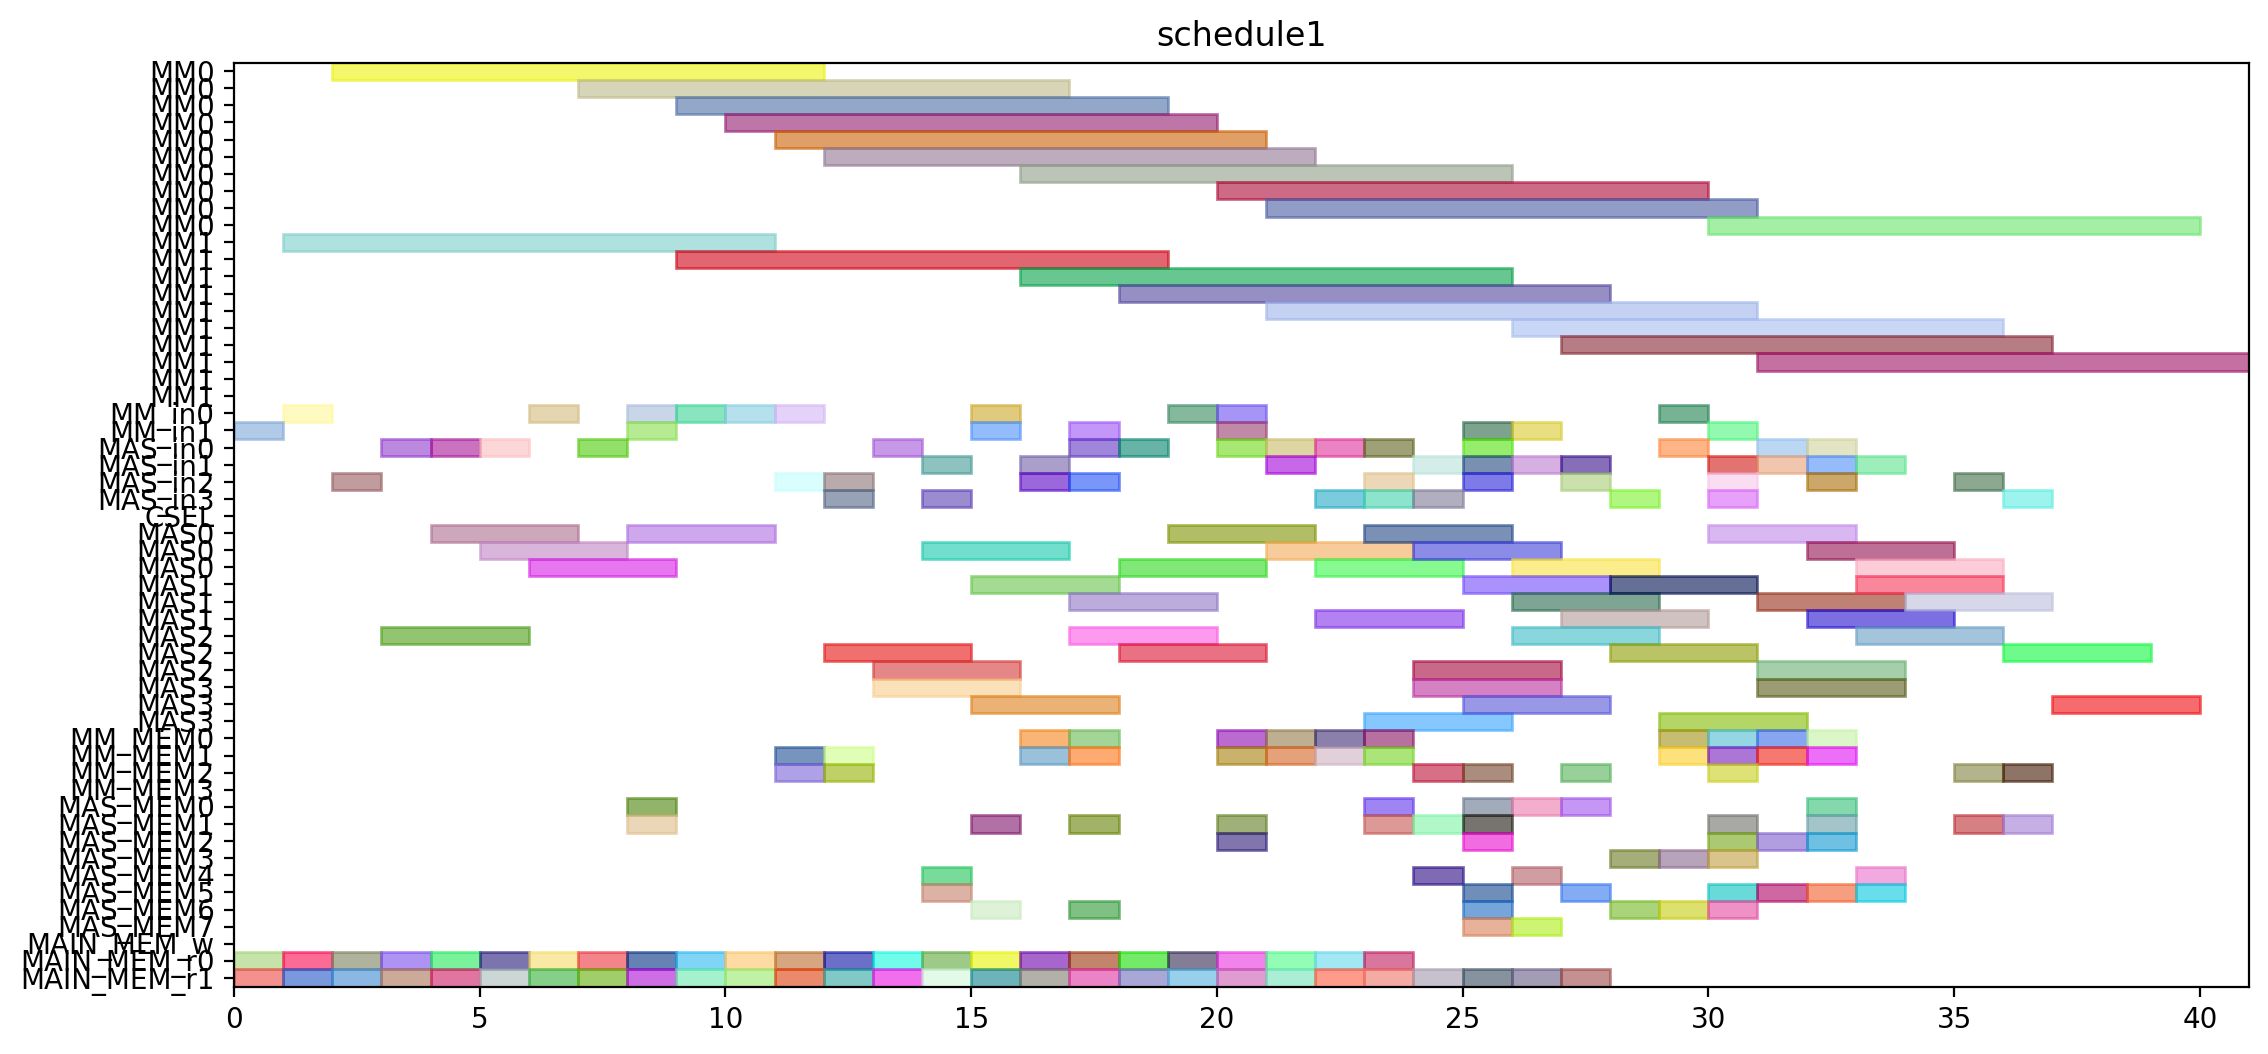 schedule1
MM0
MM0
MM0
MM0
MM0
MM0
MM0
MM0
MM0
MM0
MM1
MM1
MM1
MM1
MM1
MM1
MM1
MM1
MM1
MM1
MM_in0
MM_in1
MAS_in0
MAS_in1
MAS_in2
MAS_in3
CSEL
MAS0
MAS0
MAS0
MAS1
MAS1
MAS1
MAS2
MAS2
MAS2
MAS3
MAS3
MAS3
MM_MEM0
MM_MEM1
MM_MEM2
MM_MEM3
MAS_MEM0
MAS_MEM1
MAS_MEM2
MAS_MEM3
MAS_MEM4
MAS_MEM5
MAS_MEM6
MAS_MEM7
MAIN_MEM_w
MAIN_MEM_r0
MAIN_MEM_r1
0 5 10 15 20 25 30 35 40